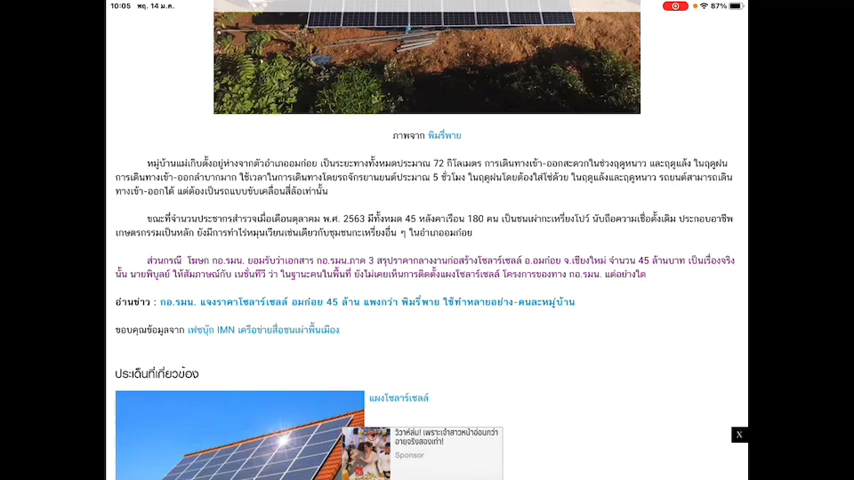 10:05 พฤ. 14 ม.ค.
87%
ภาพจาก พิมรี่พาย
หมู่บ้านแม่เกิบตั้งอยู่ห่างจากตัวอำเภออมก๋อย เป็นระยะทางทั้งหมดประมาณ 72 กิโลเมตร การเดินทางเข้า-ออกสะดวกในช่วงฤดูหนาว และฤดูแล้ง ในฤดูฝน
การเดินทางเข้า-ออกลำบากมาก ใช้เวลาในการเดินทางโดยรถจักรยานยนต์ประมาณ 5 ชั่วโมง ในฤดูฝนโดยต้องใส่โซ่ด้วย ในฤดูแล้งและฤดูหนาว รถยนต์สามารถเดิน
ทางเข้า-ออกได้ แต่ต้องเป็นรถแบบขับเคลื่อนสี่ล้อเท่านั้น
ขณะที่จำนวนประชากรสำรวจเมื่อเดือนตุลาคม พ.ศ. 2563 มีทั้งหมด 45 หลังคาเรือน 180 คน เป็นชนเผ่ากะเหรี่ยงโปว์ นับถือความเชื่อดั้งเดิม ประกอบอาชีพ
เกษตรกรรมเป็นหลัก ยังมีการทำไร่หมุนเวียนเช่นเดียวกับชุมชนกะเหรี่ยงอื่น ๆ ในอำเภออมก๋อย
ส่วนกรณี โฆษก กอ.รมน. ยอมรับว่าเอกสาร กอ.รมน.ภาค 3 สรุปราคากลางงานก่อสร้างโซลาร์เซลล์ อ.อมก๋อย จ.เชียงใหม่ จำนวน 45 ล้านบาท เป็นเรื่องจริง
นั้น นายพิบูลย์ ให้สัมภาษณ์กับ เนชั่นทีวี ว่า ในฐานะคนในพื้นที่ ยังไม่เคยเห็นการติดตั้งแผงโซลาร์เซลล์ โครงการของทาง กอ.รมน. แต่อย่างใด
อ่านข่าว : กอ.รมน. แจงราคาโซลาร์เซลล์ อมก๋อย 45 ล้าน แพงกว่า พิมรี่พาย ใช้ทำหลายอย่าง-คนละหมู่บ้าน
ขอบคุณข้อมูลจาก เฟซบุ๊ก IMN เครือข่ายสื่อชนเผ่าพื้นเมือง
ประเด็นที่เกี่ยวข้อง
แผงโซลาร์เซลล์
วิวาห์ล่ม! เพราะเจ้าสาวหน้าอ่อนกว่า
อายุจริงสองเท่า!
Sponsor
X